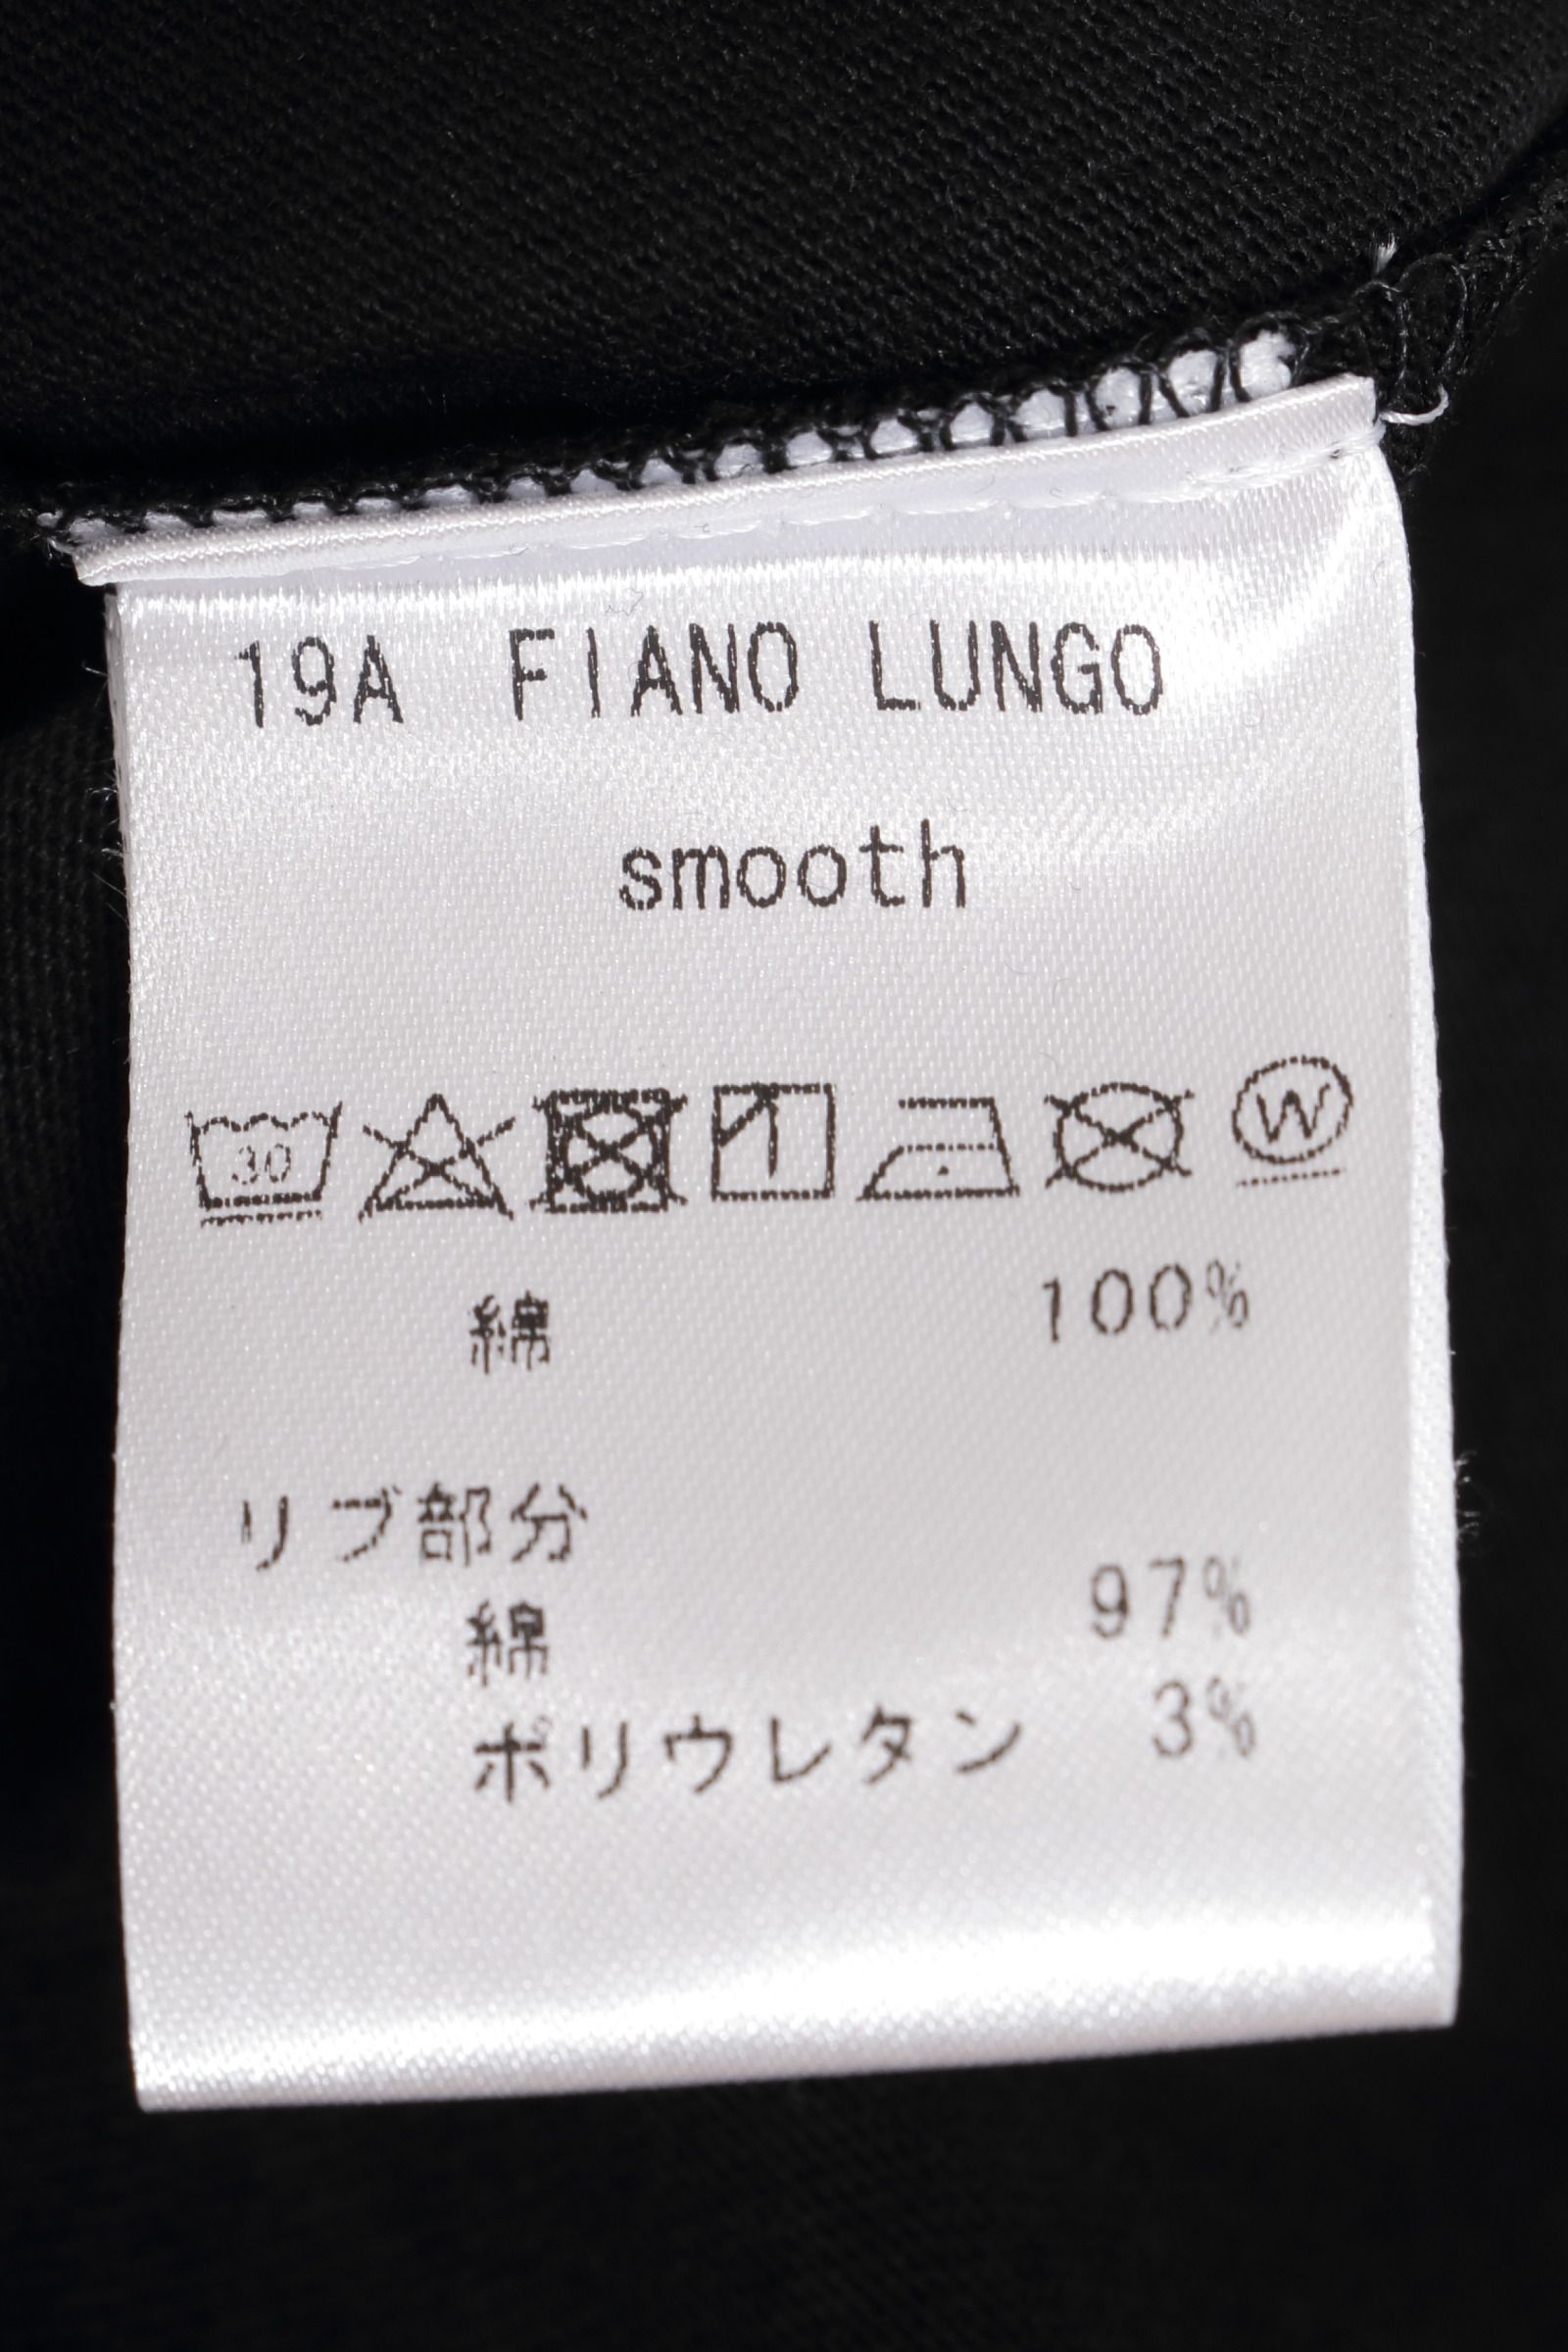 19A FIANO LUNGO
smooth
30 W
綿 100%
リブ部分
綿 97%
ポリウレタン 3%